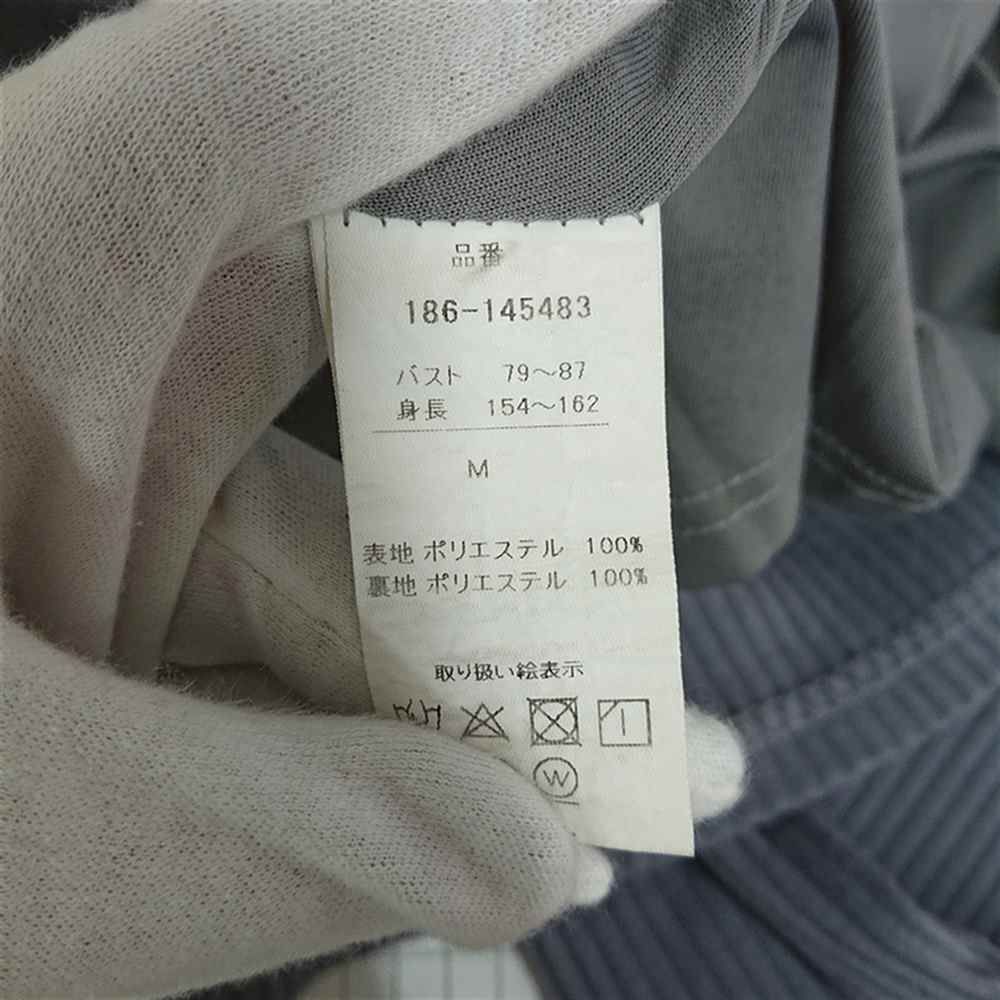 品番
186-145483
バスト 79〜87
身長 154〜162
M
表地 ポリエステル 100%
裏地 ポリエステル 100%
取り扱い絵表示
W